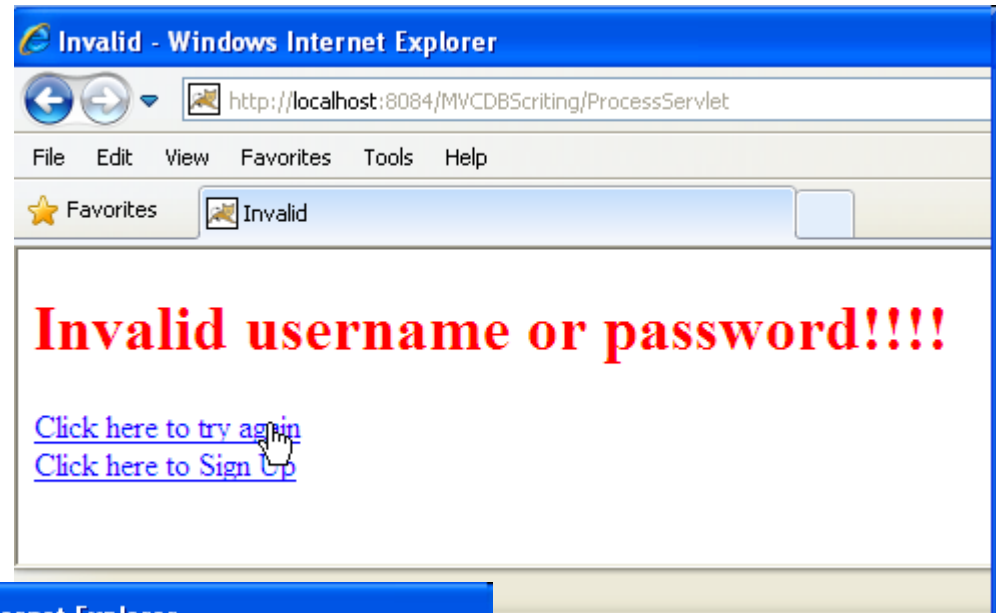 Invalid - Windows Internet Explorer
http://localhost:8084/MVCDBScriting/ProcessServlet
File Edit View Favorites Tools Help
Favorites Invalid
Invalid username or password!!!!
Click here to try again
Click here to Sign Up
Explorer